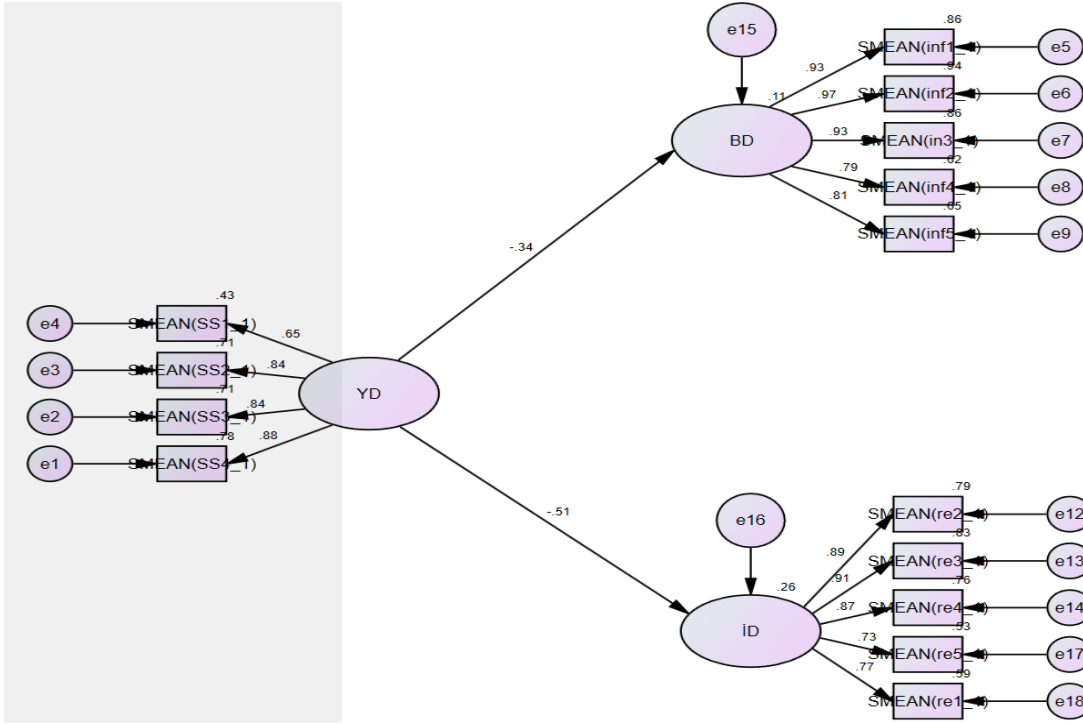 e15
.86
SMEAN(inf1_1)
e5
.93
.11
.94
SMEAN(inf2_1)
e6
.97
BD
.86
SMEAN(in3_1)
e7
.93
.62
SMEAN(inf4_1)
e8
.79
.65
SMEAN(inf5_1)
e9
.81
-.34
.43
e4
SMEAN(SS1_1)
.65
.71
e3
SMEAN(SS2_1)
.84
YD
.71
e2
SMEAN(SS3_1)
.84
.78
e1
SMEAN(SS4_1)
.88
-.51
e16
.79
SMEAN(re2_1)
e12
.89
.83
SMEAN(re3_1)
e13
.91
.26
.76
SMEAN(re4_1)
e14
.87
İD
.53
SMEAN(re5_1)
e17
.73
.59
SMEAN(re1_1)
e18
.77